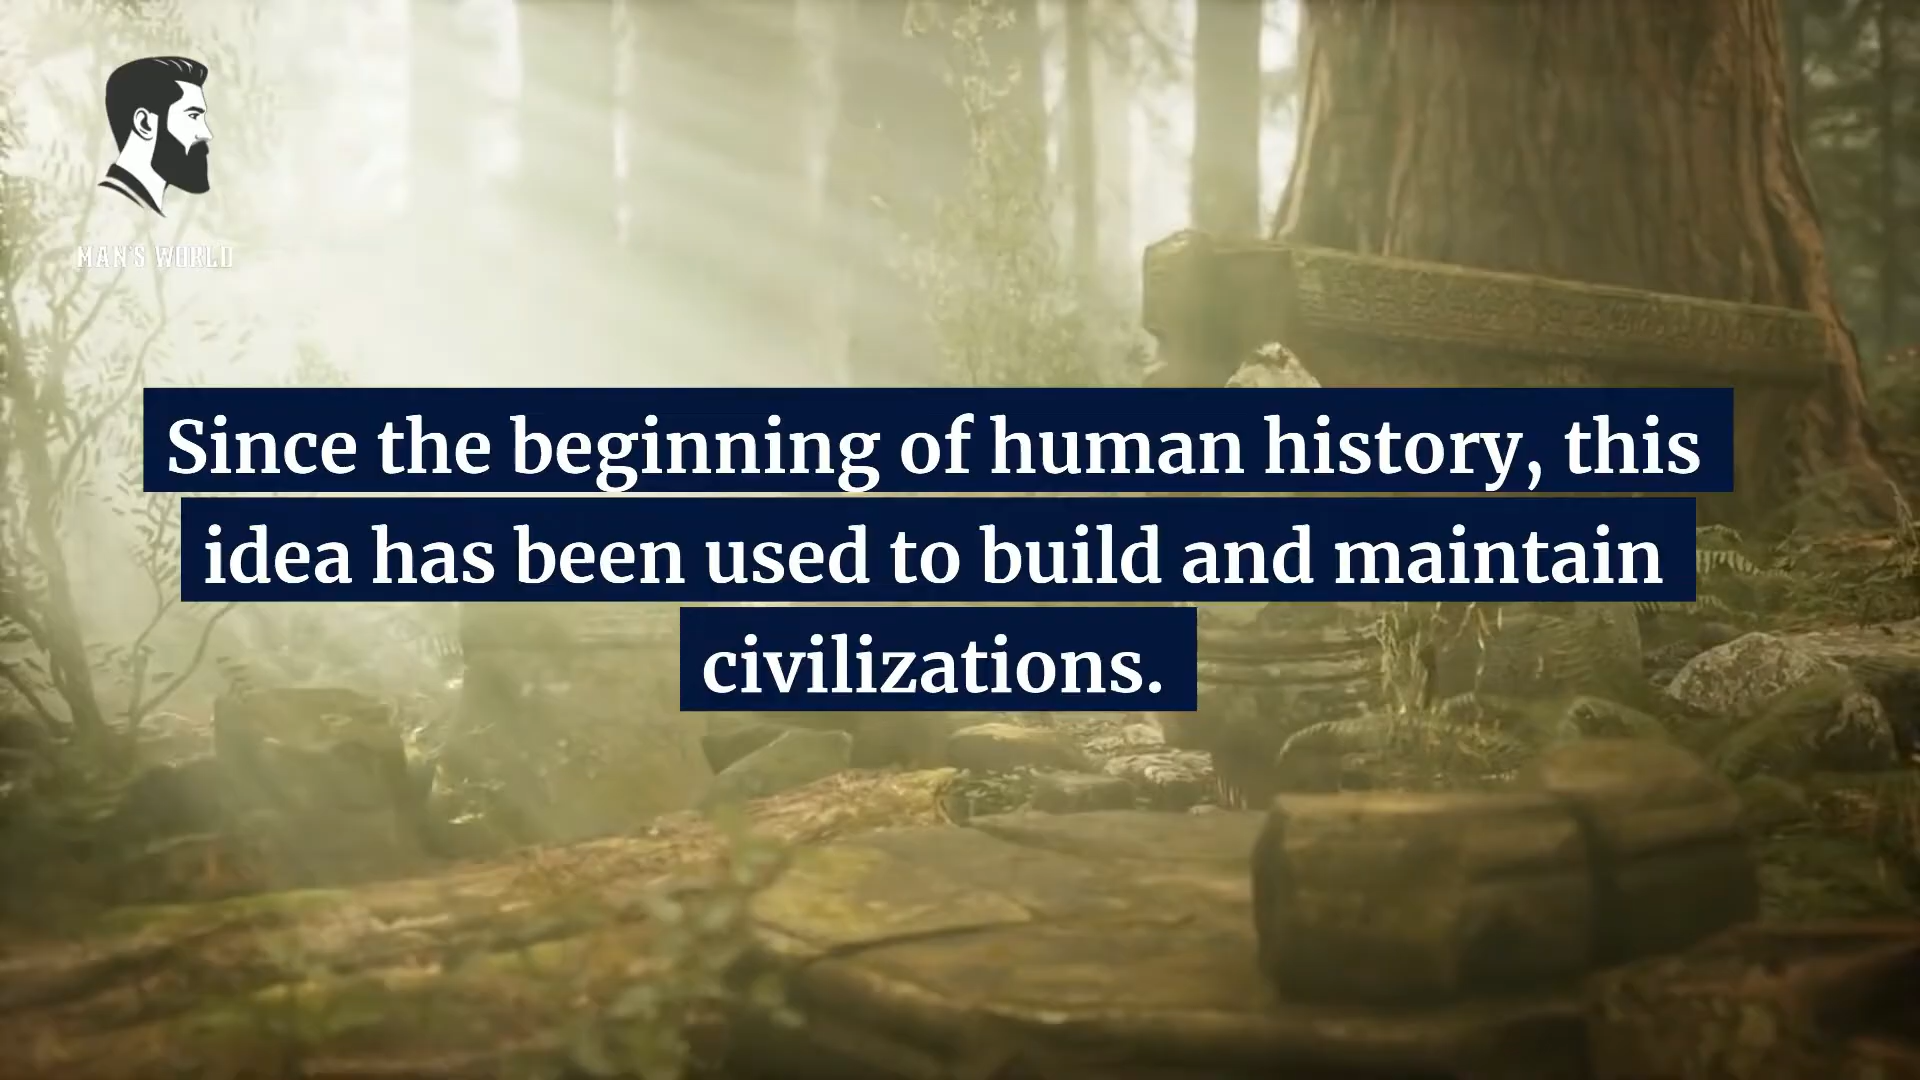 MAN'S WORLD
Since the beginning of human history, this
idea has been used to build and maintain
civilizations.